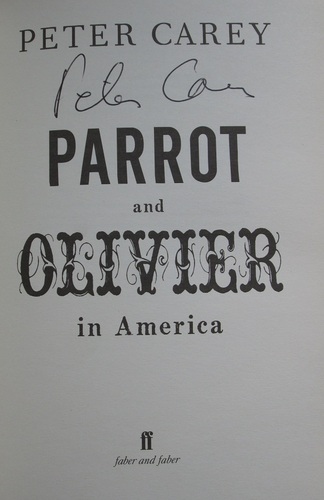 PETER CAREY
Peter Carey
PARROT
and
OLIVIER
in America
ff
faber and faber